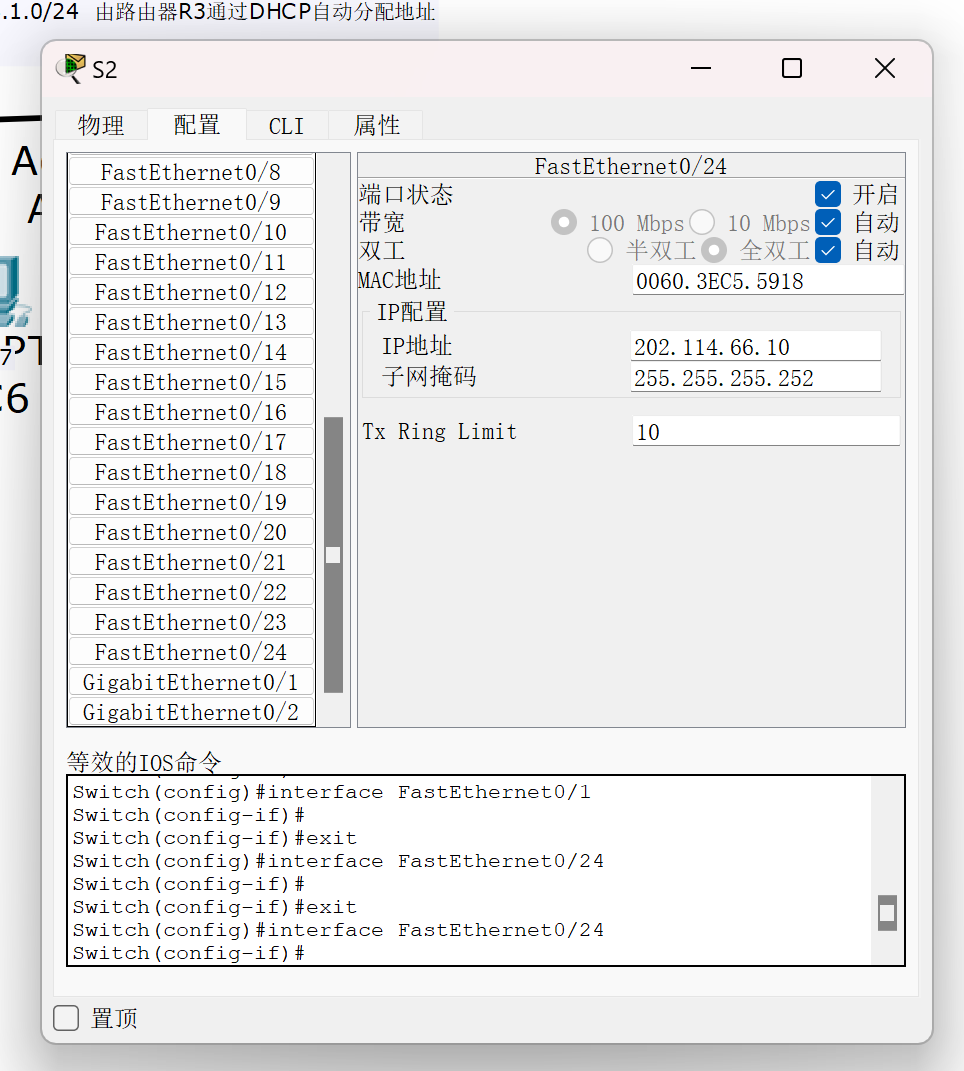 .1.0/24 由路由器R3通过DHCP自动分配地址
S2
物理 配置 CLI 属性
A
A
PT
C6
FastEthernet0/8
FastEthernet0/9
FastEthernet0/10
FastEthernet0/11
FastEthernet0/12
FastEthernet0/13
FastEthernet0/14
FastEthernet0/15
FastEthernet0/16
FastEthernet0/17
FastEthernet0/18
FastEthernet0/19
FastEthernet0/20
FastEthernet0/21
FastEthernet0/22
FastEthernet0/23
FastEthernet0/24
GigabitEthernet0/1
GigabitEthernet0/2
FastEthernet0/24
端口状态 开启
带宽 100 Mbps 10 Mbps 自动
双工 半双工 全双工 自动
MAC地址 0060.3EC5.5918
IP配置
IP地址 202.114.66.10
子网掩码 255.255.255.252
Tx Ring Limit 10
等效的IOS命令
Switch(config)#interface FastEthernet0/1
Switch(config-if)#
Switch(config-if)#exit
Switch(config)#interface FastEthernet0/24
Switch(config-if)#
Switch(config-if)#exit
Switch(config)#interface FastEthernet0/24
Switch(config-if)#
置顶